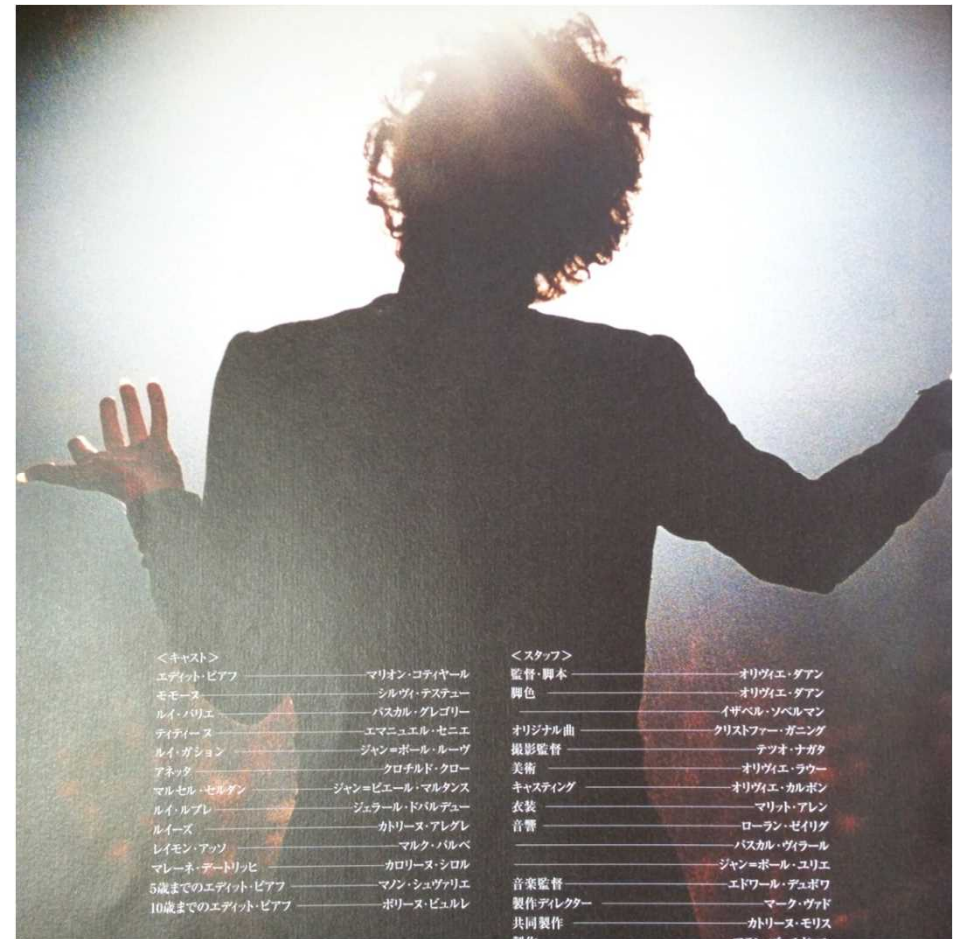 <キャスト>
エディット・ピアフ――マリオン・コティヤール
モモーヌ――シルヴィ・テステュー
ルイ・バリエ――パスカル・グレゴリー
ティティーヌ――エマニュエル・セニエ
ルイ・ガション――ジャン=ポール・ルーヴ
アネッタ――クロチルド・クロー
マルセル・セルダン――ジャン=ピエール・マルタンス
ルイ・ルプレ――ジェラール・ドパルデュー
ルイーズ――カトリーヌ・アレグレ
レイモン・アッソ――マルク・バルベ
マレーネ・デートリッヒ――カロリーヌ・シロル
5歳までのエディット・ピアフ――マノン・シュヴァリエ
10歳までのエディット・ピアフ――ポリーヌ・ビュルレ
<スタッフ>
監督・脚本――オリヴィエ・ダアン
脚色――オリヴィエ・ダアン
――イザベル・ソベルマン
オリジナル曲――クリストファー・ガニング
撮影監督――テツオ・ナガタ
美術――オリヴィエ・ラウー
キャスティング――オリヴィエ・カルボン
衣装――マリット・アレン
音響――ローラン・ゼイリグ
――パスカル・ヴィラール
――ジャン=ポール・ユリエ
音楽監督――エドワール・デュボワ
製作ディレクター――マーク・ヴァド
共同製作――カトリーヌ・モリス